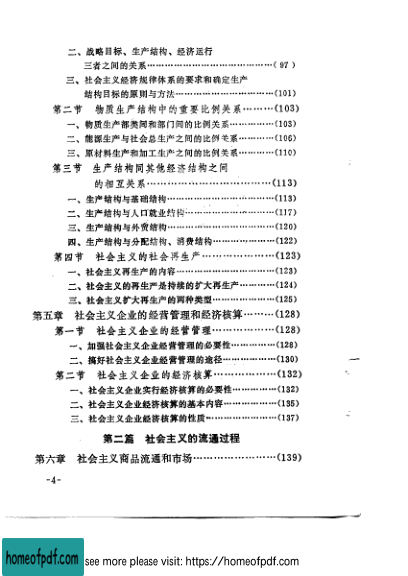 二、战略目标、生产结构、经济运行
三者之间的关系……………………………( 97 )
三、社会主义经济规律体系的要求和确定生产
结构目标的原则与方法……………………(101)
第二节 物质生产结构中的重要比例关系………(103)
一、物质生产部类间和部门间的比例关系…………(103)
二、能源生产与社会总生产之间的比例关系………(106)
三、原材料生产和加工生产之间的比例关系………(110)
第三节 生产结构同其他经济结构之间
的相互关系……………………………(113)
一、生产结构与基础结构……………………(113)
二、生产结构与人口就业结构…………………(117)
三、生产结构与外贸结构……………………(120)
四、生产结构与分配结构、消费结构……………(122)
第四节 社会主义的社会再生产………………(123)
一、社会主义再生产的内容……………………(123)
二、社会主义的再生产是持续的扩大再生产………(124)
三、社会主义扩大再生产的两种类型……………(125)
第五章 社会主义企业的经营管理和经济核算………(128)
第一节 社会主义企业的经营管理……………(128)
一、加强社会主义企业经营管理的必要性…………(128)
二、搞好社会主义企业经营管理的途径……………(130)
第二节 社会主义企业的经济核算……………(132)
一、社会主义企业实行经济核算的必要性…………(132)
二、社会主义企业经济核算的基本内容……………(135)
三、社会主义企业经济核算的性质………………(137)
第二篇 社会主义的流通过程
第六章 社会主义商品流通和市场……………………(139)
-4-
homeofpdf.com
see more please visit: https://homeofpdf.com